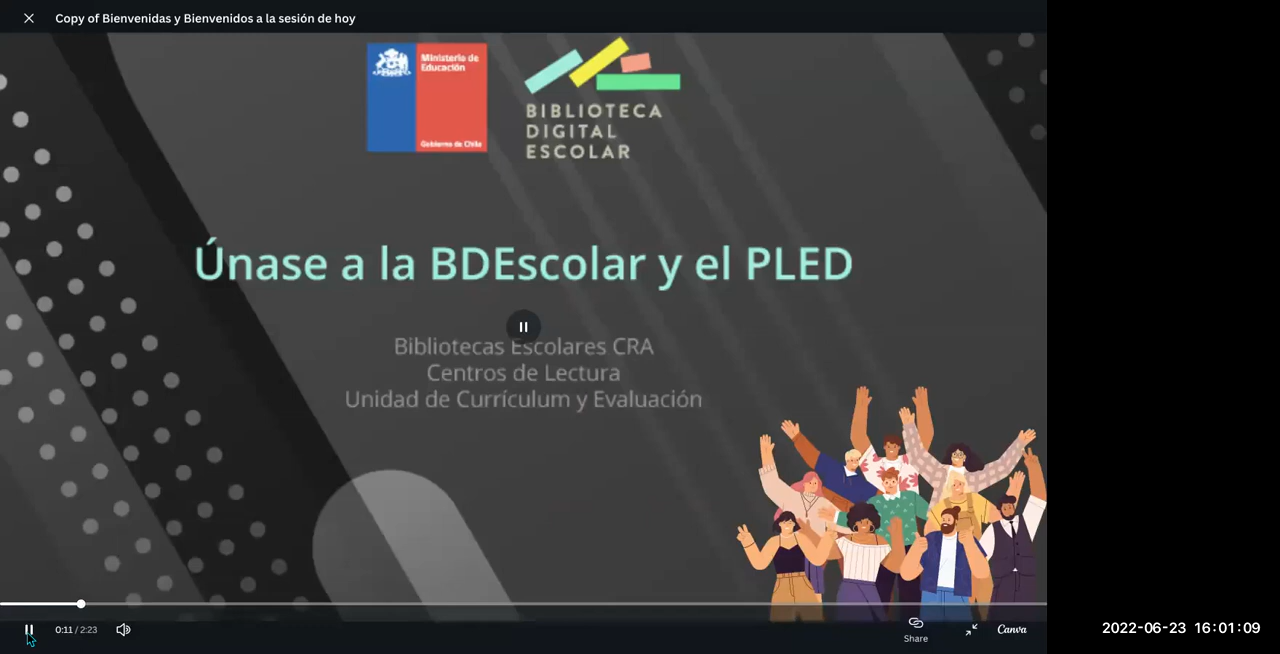 Copy of Bienvenidas y Bienvenidos a la sesión de hoy
Ministerio de
Educación
Gobierno de Chile
BIBLIOTECA
DIGITAL
ESCOLAR
Únase a la BDEscolar y el PLED
Bibliotecas Escolares CRA
Centros de Lectura
Unidad de Currículum y Evaluación
0:11 / 2:23
Share
Canva
2022-06-23 16:01:09